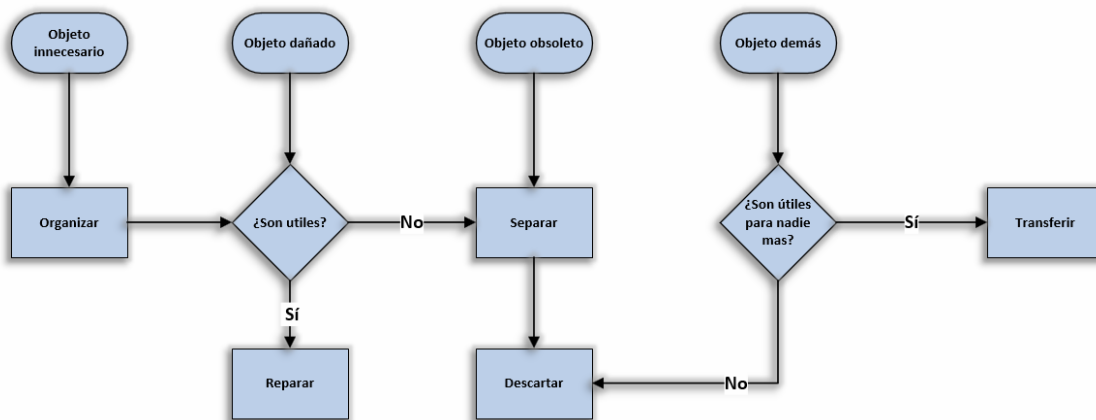 Objeto
innecesario
Objeto dañado
Objeto obsoleto
Objeto demás
Organizar
¿Son utiles?
No
Separar
¿Son útiles
para nadie
mas?
Sí
Transferir
Sí
Reparar
Descartar
No